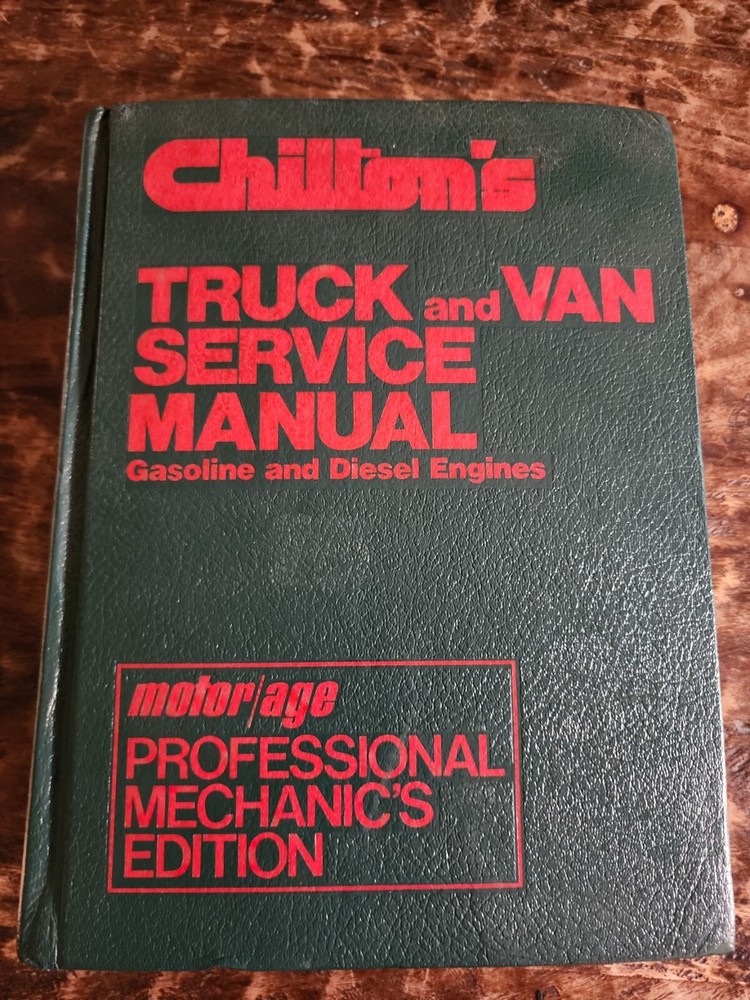 Chilton's
TRUCK and VAN
SERVICE
MANUAL
Gasoline and Diesel Engines
motor/age
PROFESSIONAL
MECHANIC'S
EDITION